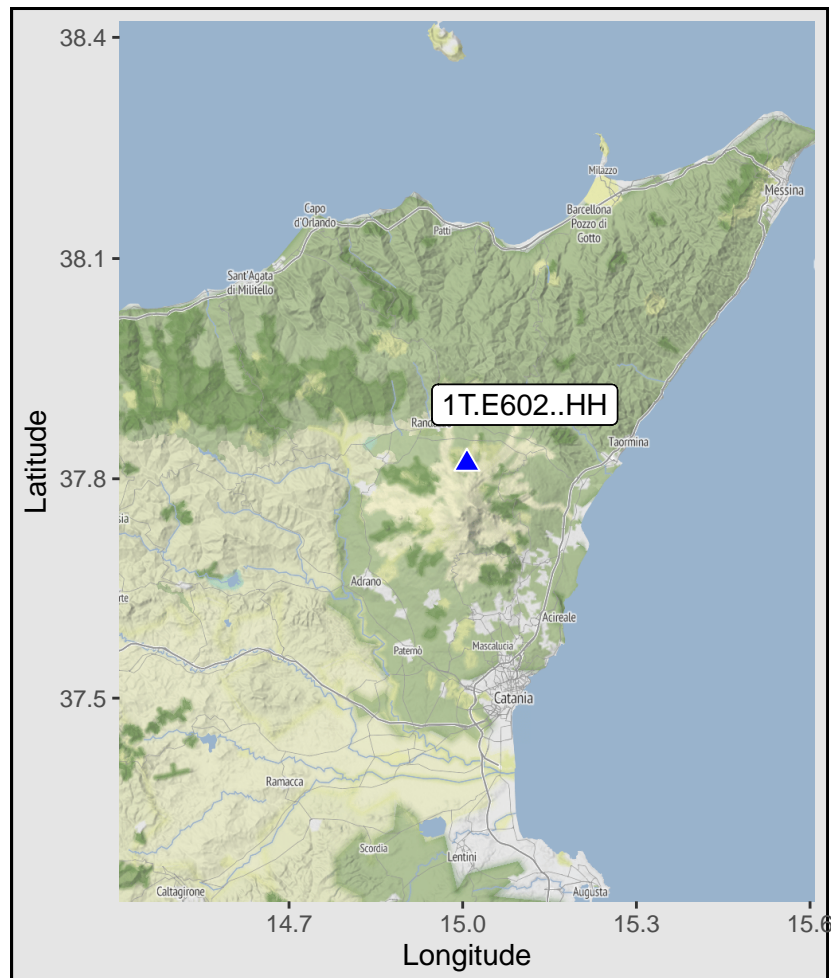 38.4
Milazzo
Messina
Capo
d'Orlando
Barcellona
Pozzo di
Gotto
Patti
38.1
Sant'Agata
di Militello
1T.E602..HH
Taormina
Latitude
37.8
Adrano
Acireale
Paternò
Mascalucia
37.5
Catania
Ramacca
Scordia
Lentini
Caltagirone
Augusta
14.7
15.0
15.3
15.6
Longitude